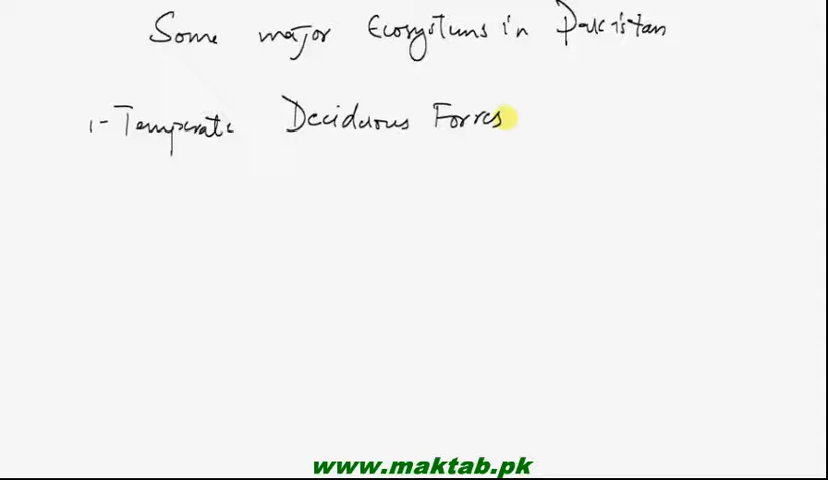 Some major Ecosystems in Pakistan
1- Temperate Deciduous Forres
www.maktab.pk